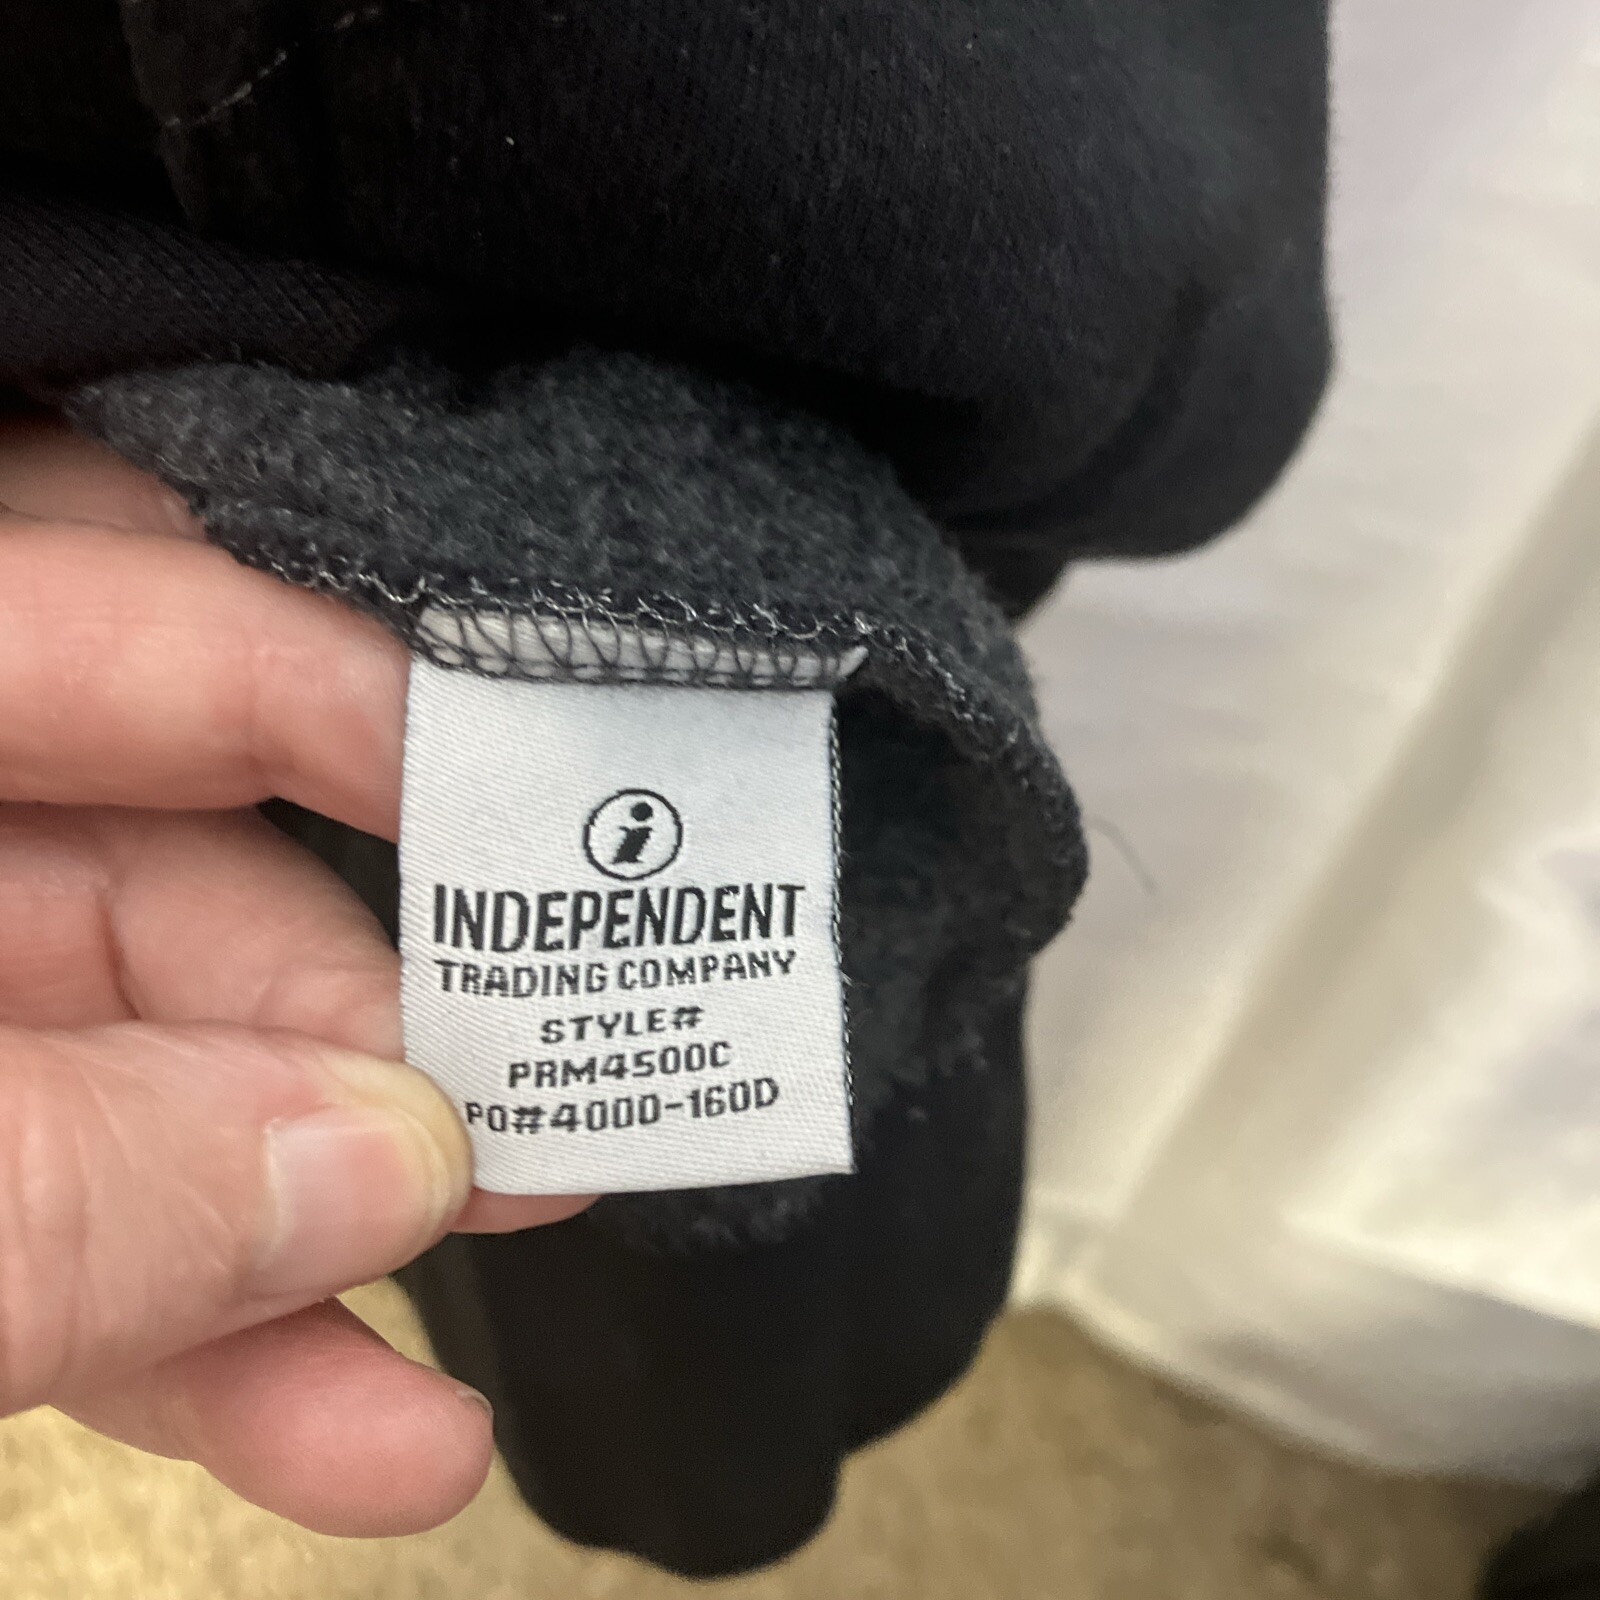 i
INDEPENDENT
TRADING COMPANY
STYLE#
PRM4500C
PO#4000-160D